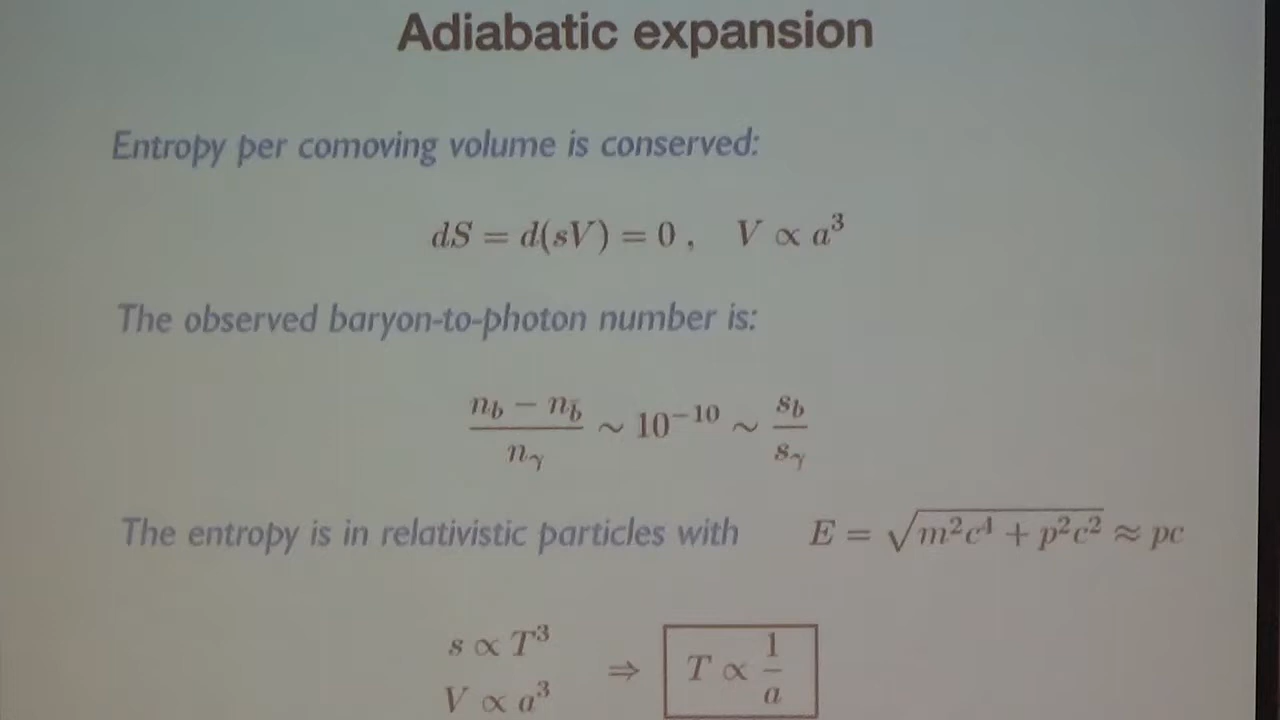 Adiabatic expansion
Entropy per comoving volume is conserved:
dS = d(sV) = 0 ,   V ∝ a³
The observed baryon-to-photon number is:
(n_b − n_b̄) / n_γ ∼ 10⁻¹⁰ ∼ s_b / s_γ
The entropy is in relativistic particles with   E = √(m²c⁴ + p²c²) ≈ pc
s ∝ T³
V ∝ a³   ⇒   T ∝ 1/a